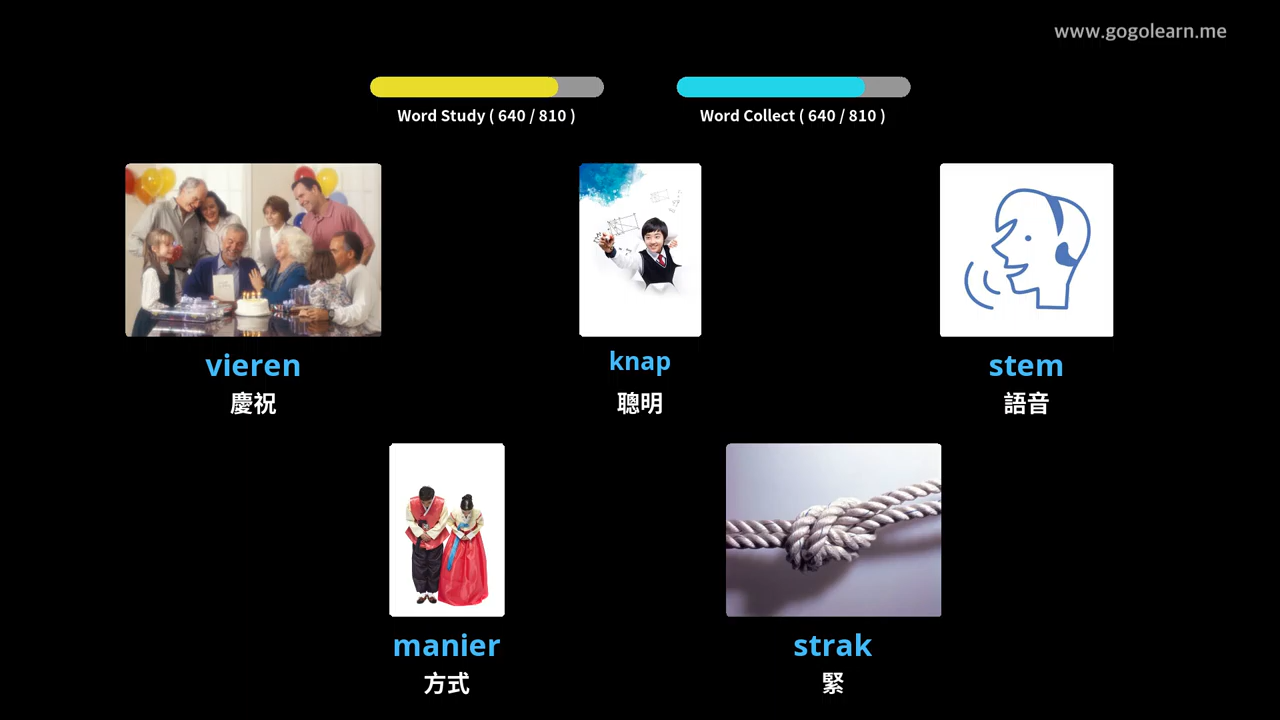 www.gogolearn.me
Word Study ( 640 / 810 )
Word Collect ( 640 / 810 )
vieren
慶祝
knap
聰明
stem
語音
manier
方式
strak
緊